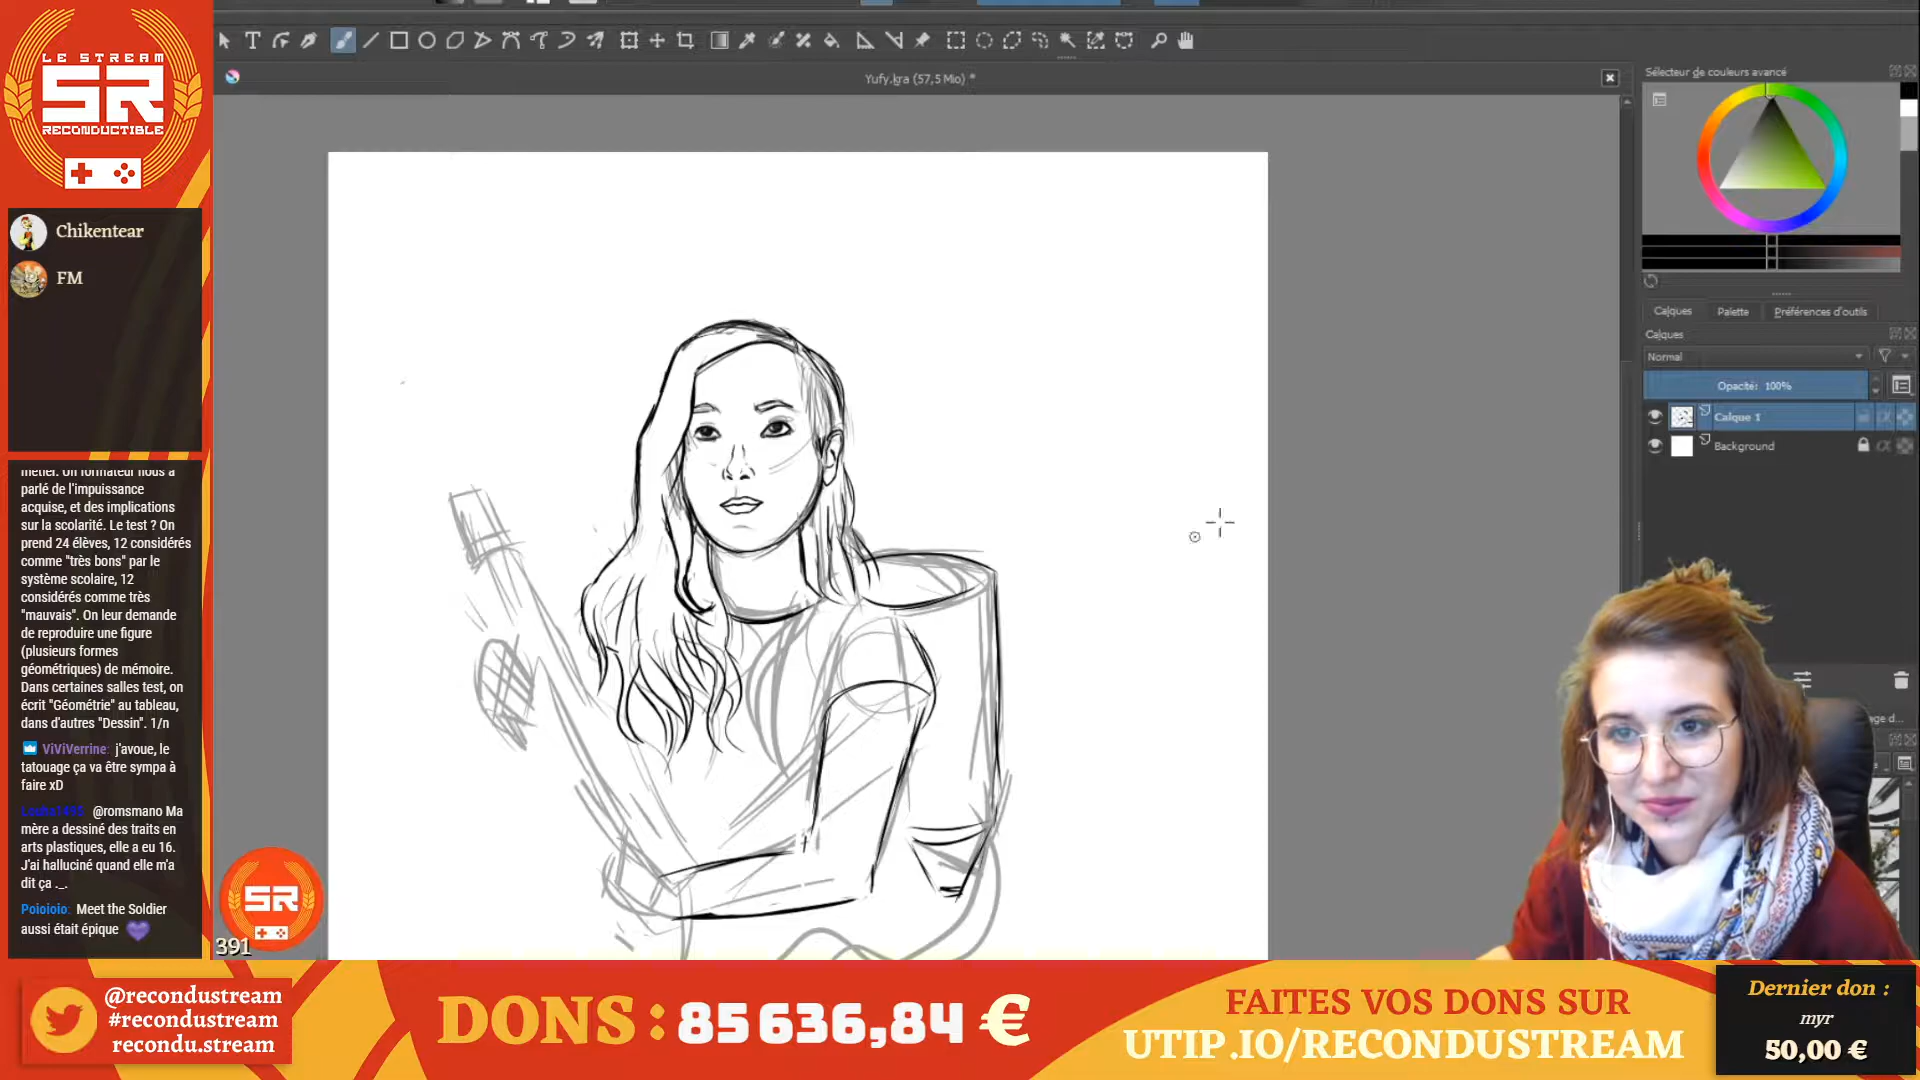 LE STREAM
SR
RECONDUCTIBLE
Yufy.kra (57,5 Mio) *
Sélecteur de couleurs avancé
Chikentear
FM
Calques
Palette
Préférences d'outils
Calques
Normal
Opacité: 100%
Calque 1
Background
métier. Un formateur nous a
parlé de l'impuissance
acquise, et des implications
sur la scolarité. Le test ? On
prend 24 élèves, 12 considérés
comme "très bons" par le
système scolaire, 12
considérés comme très
"mauvais". On leur demande
de reproduire une figure
(plusieurs formes
géométriques) de mémoire.
Dans certaines salles test, on
écrit "Géométrie" au tableau,
dans d'autres "Dessin". 1/n
ViViVerrine: j'avoue, le
tatouage ça va être sympa à
faire xD
@romsmano Ma
mère a dessiné des traits en
arts plastiques, elle a eu 16.
J'ai halluciné quand elle m'a
dit ça ._.
Poioioio: Meet the Soldier
aussi était épique
SR
391
@recondustream
#recondustream
recondu.stream
DONS : 85 636,84 €
FAITES VOS DONS SUR
UTIP.IO/RECONDUSTREAM
Dernier don :
myr
50,00 €